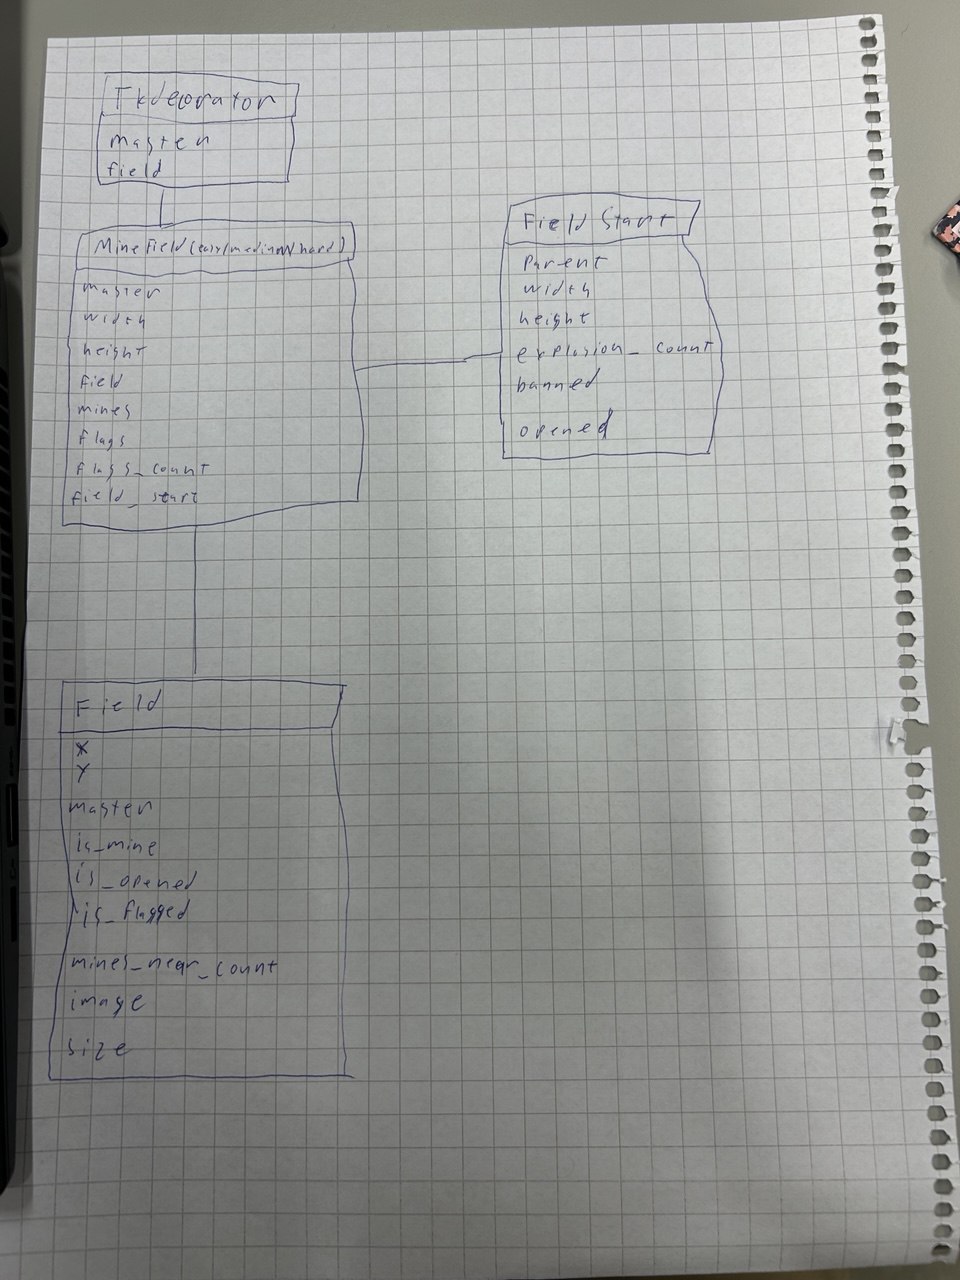 Tkdecorator
master
field
Minefield(easy/medium/hard)
master
width
height
field
mines
flags
flags_count
field_start
Field Start
Parent
width
height
explosion_count
banned
opened
Field
X
Y
master
is_mine
is_opened
is_flagged
mines_near_count
image
size